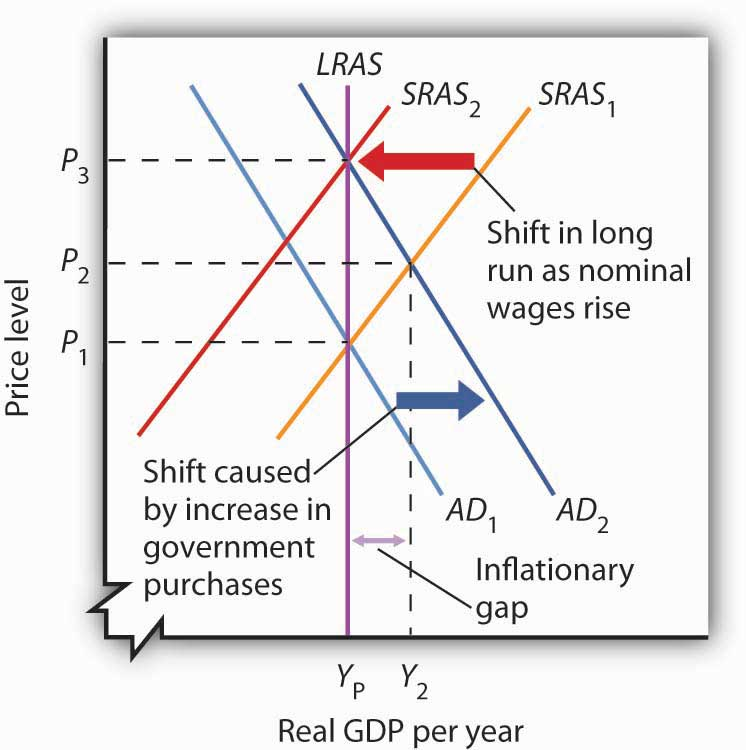 LRAS
SRAS2
SRAS1
P3
Shift in long
run as nominal
wages rise
P2
P1
Price level
Shift caused
by increase in
government
purchases
AD1
AD2
Inflationary
gap
YP
Y2
Real GDP per year